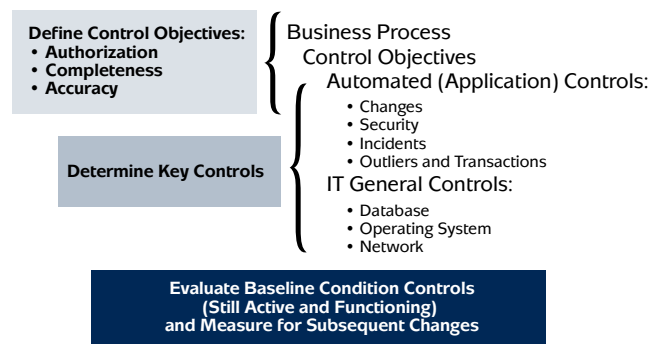 Define Control Objectives:
• Authorization
• Completeness
• Accuracy
Business Process
Control Objectives
Automated (Application) Controls:
• Changes
• Security
• Incidents
• Outliers and Transactions
Determine Key Controls
IT General Controls:
• Database
• Operating System
• Network
Evaluate Baseline Condition Controls
(Still Active and Functioning)
and Measure for Subsequent Changes